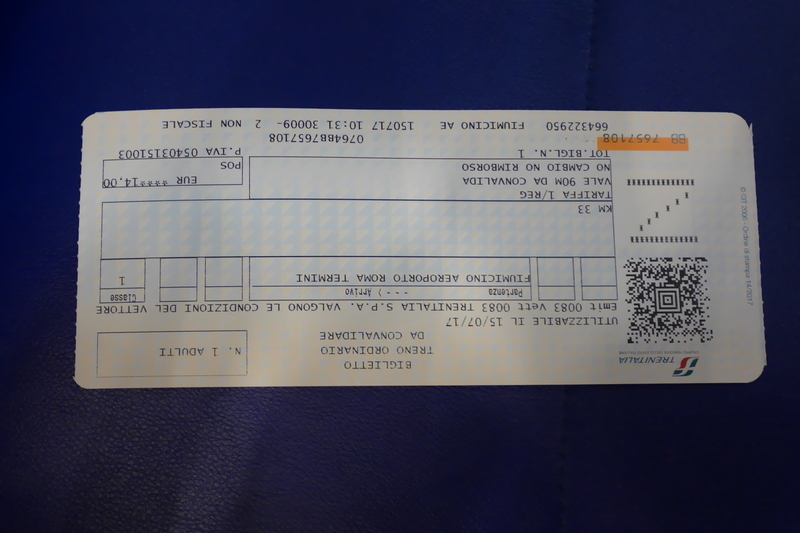 TRENITALIA
BIGLIETTO
TRENO ORDINARIO
DA CONVALIDARE
N. 1 ADULTI
UTILIZZABILE IL 15/07/17
Emit 0083 Vett 0083 TRENITALIA S.P.A. VALGONO LE CONDIZIONI DEL VETTORE
Partenza ---> Arrivo Classe
FIUMICINO AEROPORTO ROMA TERMINI 1
KM 33
TARIFFA 1/REG
VALE 90M DA CONVALIDA
NO CAMBIO NO RIMBORSO
EUR ****14,00
POS
TOT.BIGL.N. 1
P.IVA 05403151003
BB 7657108
0764BB7657108
664322950 FIUMICINO AE 150717 10:31 30009- 2 NON FISCALE